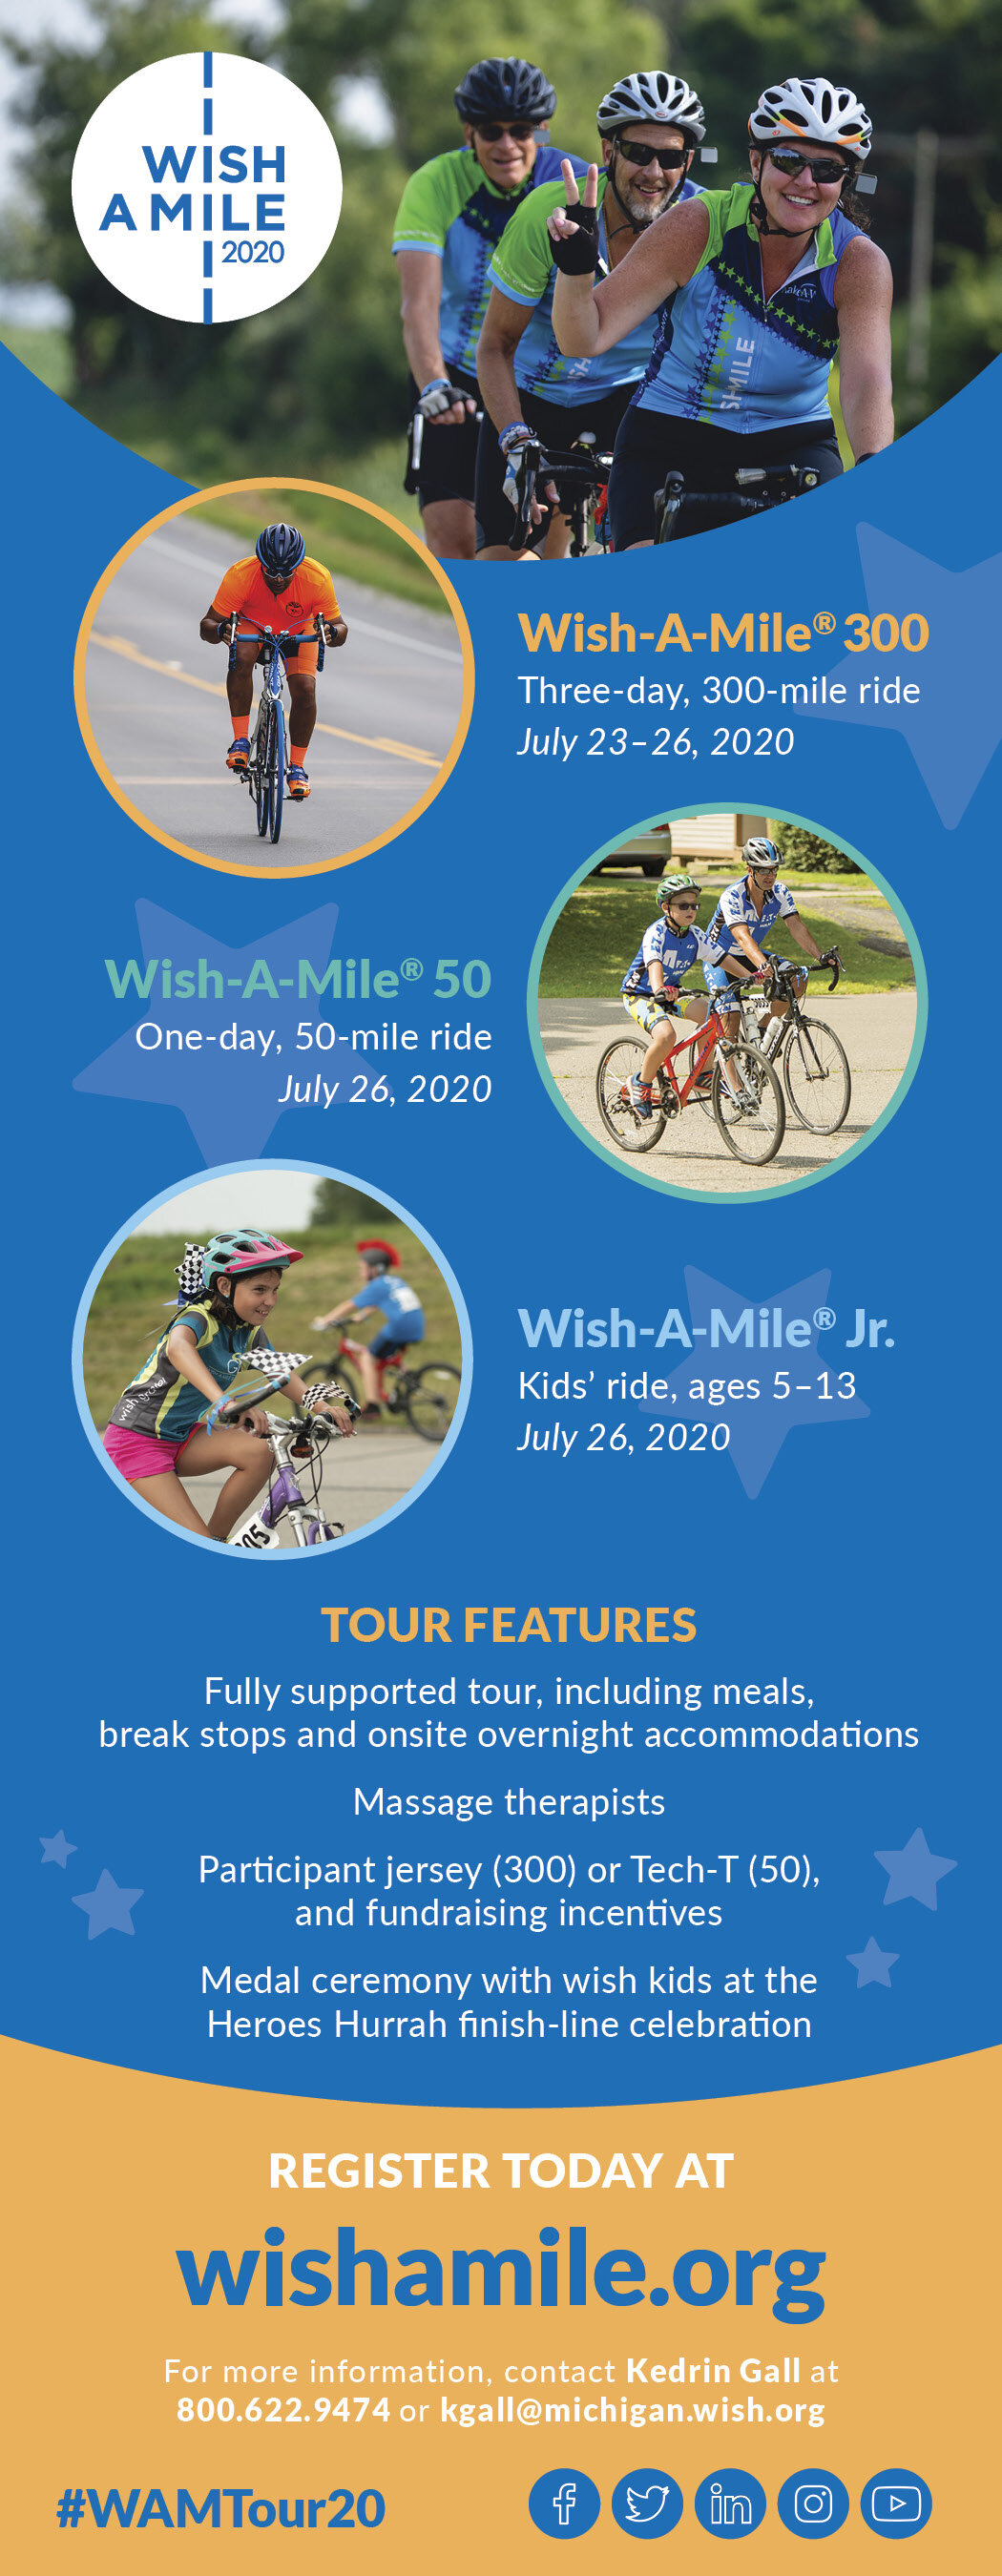 WISH
A MILE
2020
Wish-A-Mile® 300
Three-day, 300-mile ride
July 23–26, 2020
Wish-A-Mile® 50
One-day, 50-mile ride
July 26, 2020
Wish-A-Mile® Jr.
Kids’ ride, ages 5–13
July 26, 2020
TOUR FEATURES
Fully supported tour, including meals,
break stops and onsite overnight accommodations
Massage therapists
Participant jersey (300) or Tech-T (50),
and fundraising incentives
Medal ceremony with wish kids at the
Heroes Hurrah finish-line celebration
REGISTER TODAY AT
wishamile.org
For more information, contact Kedrin Gall at
800.622.9474 or kgall@michigan.wish.org
#WAMTour20